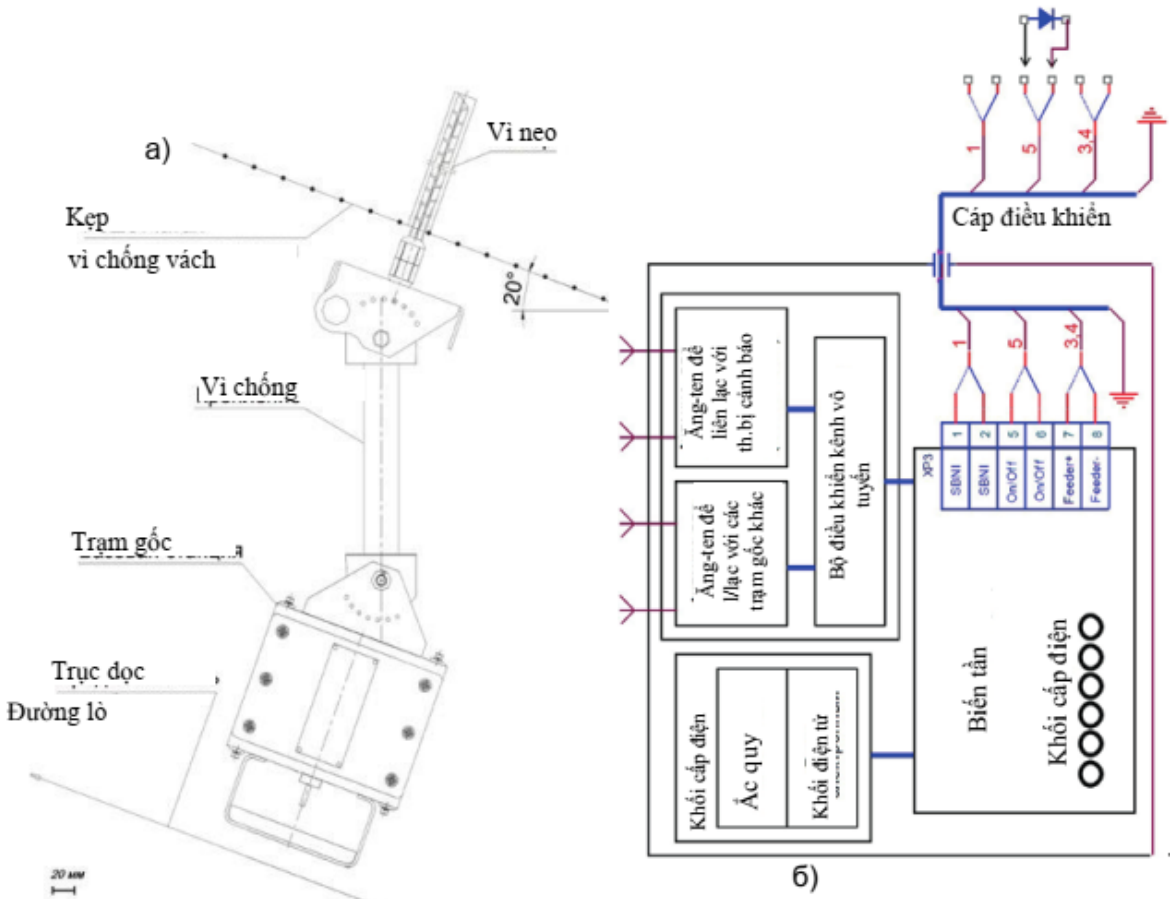 а)
Vì neo
Kẹp
vì chống vách
20°
Vì chống
Trạm gốc
Trục dọc
Đường lò
20 мм
1
5
3,4
Cáp điều khiển
1
5
3,4
Ăng-ten để
liên lạc với
th.bị cảnh báo
Ăng-ten để
l/lạc với các
trạm gốc khác
Bộ điều khiển kênh vô
tuyến
XP3
1
2
5
6
7
8
SBNI
SBNI
On/Off
On/Off
Feeder+
Feeder-
Biến tần
Khối cấp điện
Khối cấp điện
Ắc quy
Khối điện tử
б)